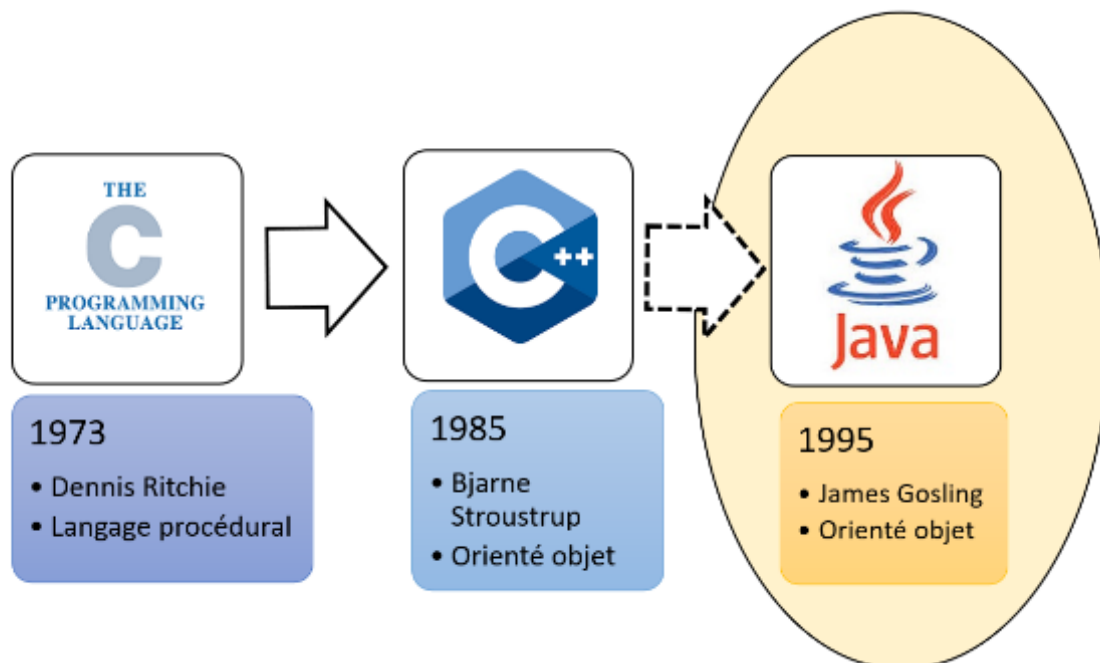 THE
C
PROGRAMMING
LANGUAGE
1973
• Dennis Ritchie
• Langage procédural
C++
1985
• Bjarne
Stroustrup
• Orienté objet
Java
1995
• James Gosling
• Orienté objet